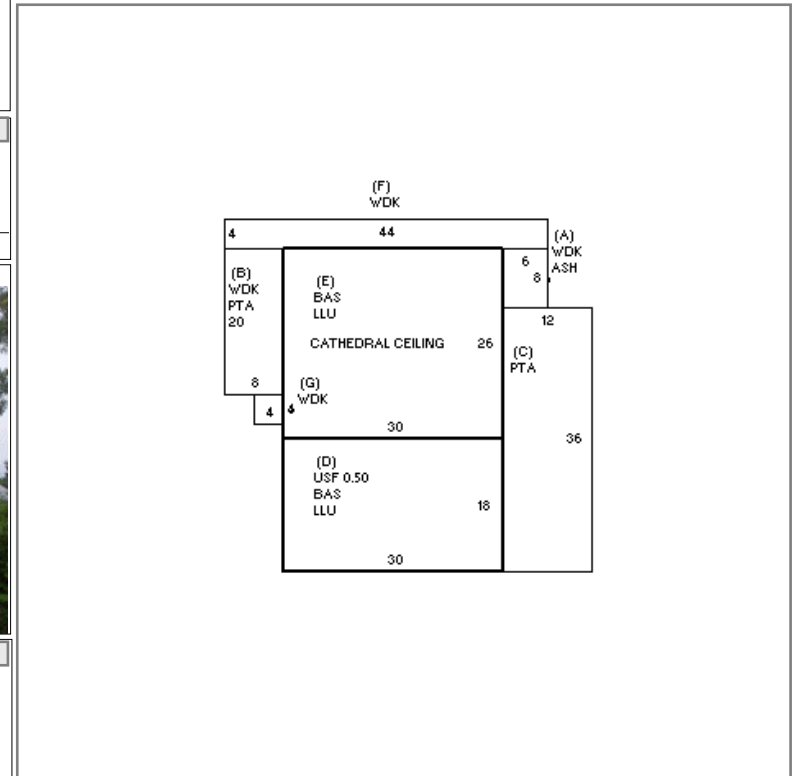 (F)
WDK
4
44
(A)
WDK
ASH
6
8
(B)
WDK
PTA
20
(E)
BAS
LLU
12
CATHEDRAL CEILING
26
(C)
PTA
8
(G)
WDK
4
4
30
36
(D)
USF 0.50
BAS
LLU
18
30